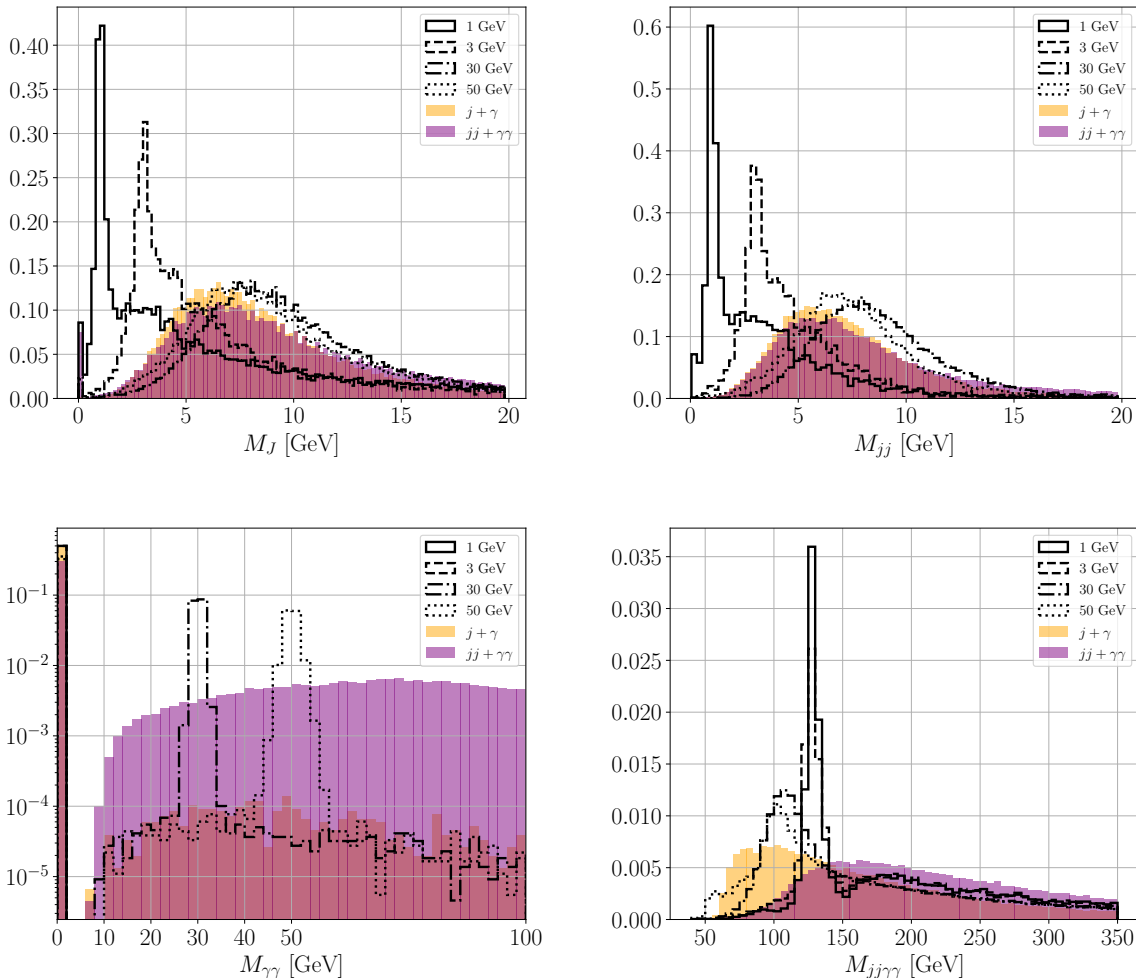 0.40
0.35
0.30
0.25
0.20
0.15
0.10
0.05
0.00
0 5 10 15 20
M_J [GeV]
1 GeV
3 GeV
30 GeV
50 GeV
j + γ
jj + γγ
0.6
0.5
0.4
0.3
0.2
0.1
0.0
0 5 10 15 20
M_{jj} [GeV]
1 GeV
3 GeV
30 GeV
50 GeV
j + γ
jj + γγ
10^{-1}
10^{-2}
10^{-3}
10^{-4}
10^{-5}
0 10 20 30 40 50 100
M_{γγ} [GeV]
1 GeV
3 GeV
30 GeV
50 GeV
j + γ
jj + γγ
0.035
0.030
0.025
0.020
0.015
0.010
0.005
0.000
50 100 150 200 250 300 350
M_{jjγγ} [GeV]
1 GeV
3 GeV
30 GeV
50 GeV
j + γ
jj + γγ